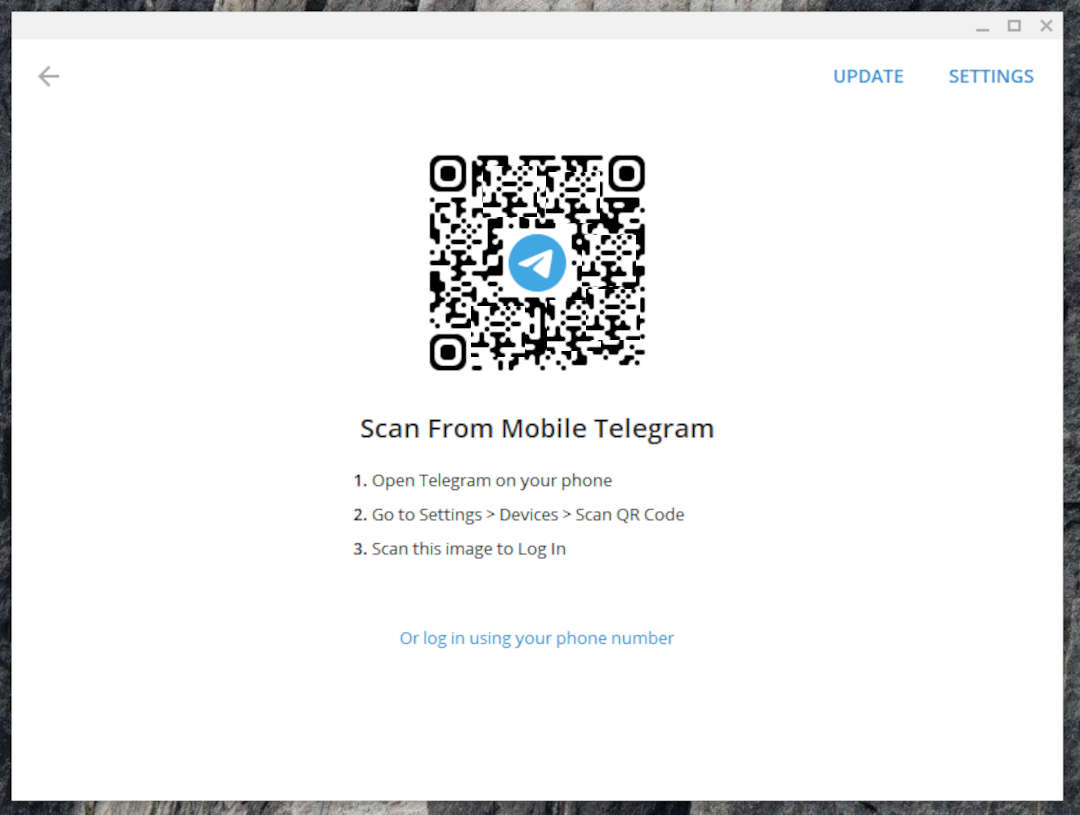 UPDATE SETTINGS
Scan From Mobile Telegram
1. Open Telegram on your phone
2. Go to Settings > Devices > Scan QR Code
3. Scan this image to Log In
Or log in using your phone number